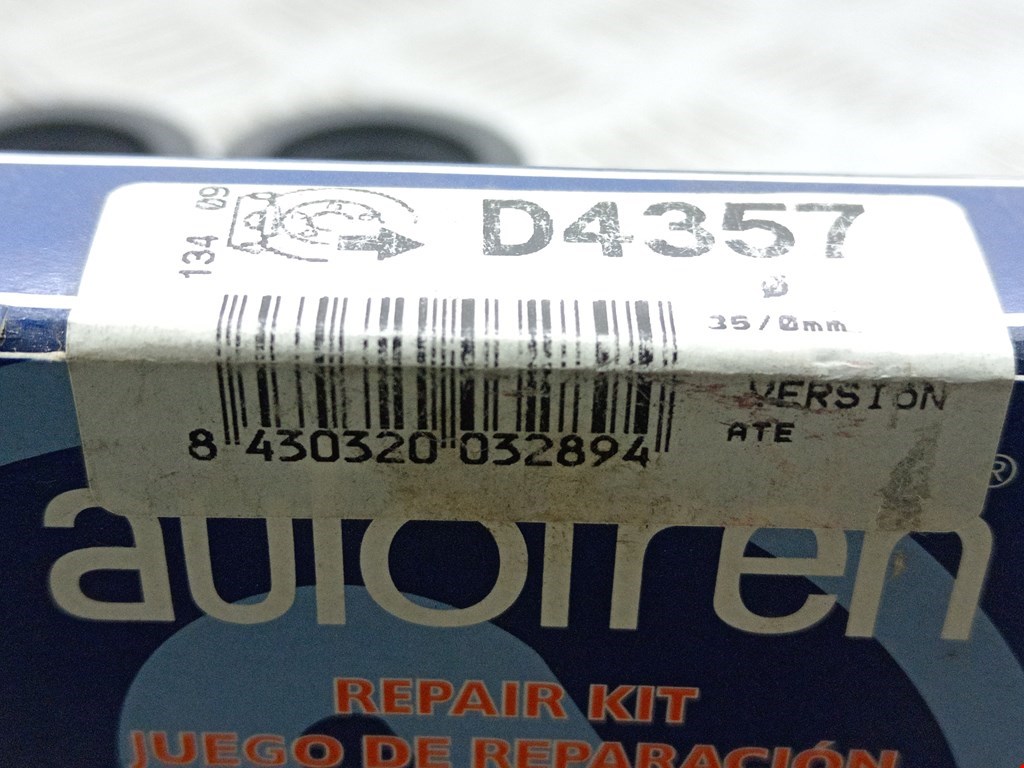 134 09
D4357
Ø
35/0mm
VERSION
ATE
8 430320 032894
autofren®
REPAIR KIT
JUEGO DE REPARACIÓN